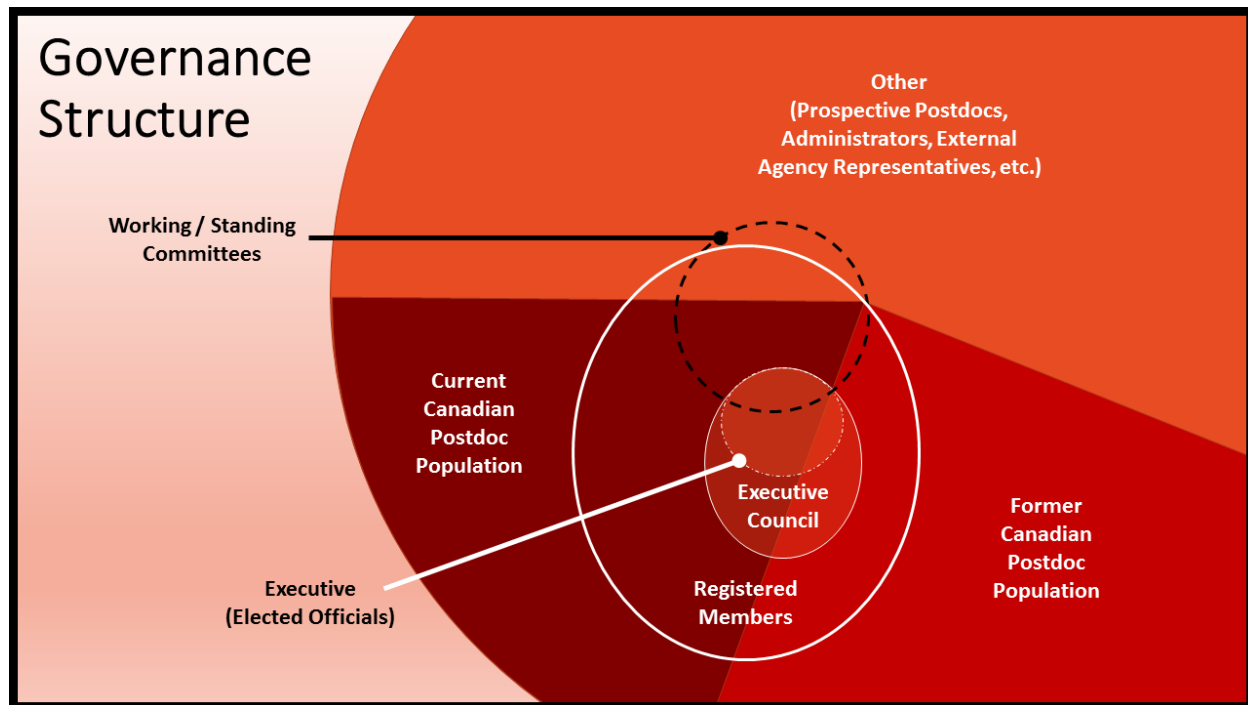 Governance
Structure
Other
(Prospective Postdocs,
Administrators, External
Agency Representatives, etc.)
Working / Standing
Committees
Current
Canadian
Postdoc
Population
Executive
Council
Former
Canadian
Postdoc
Population
Executive
(Elected Officials)
Registered
Members